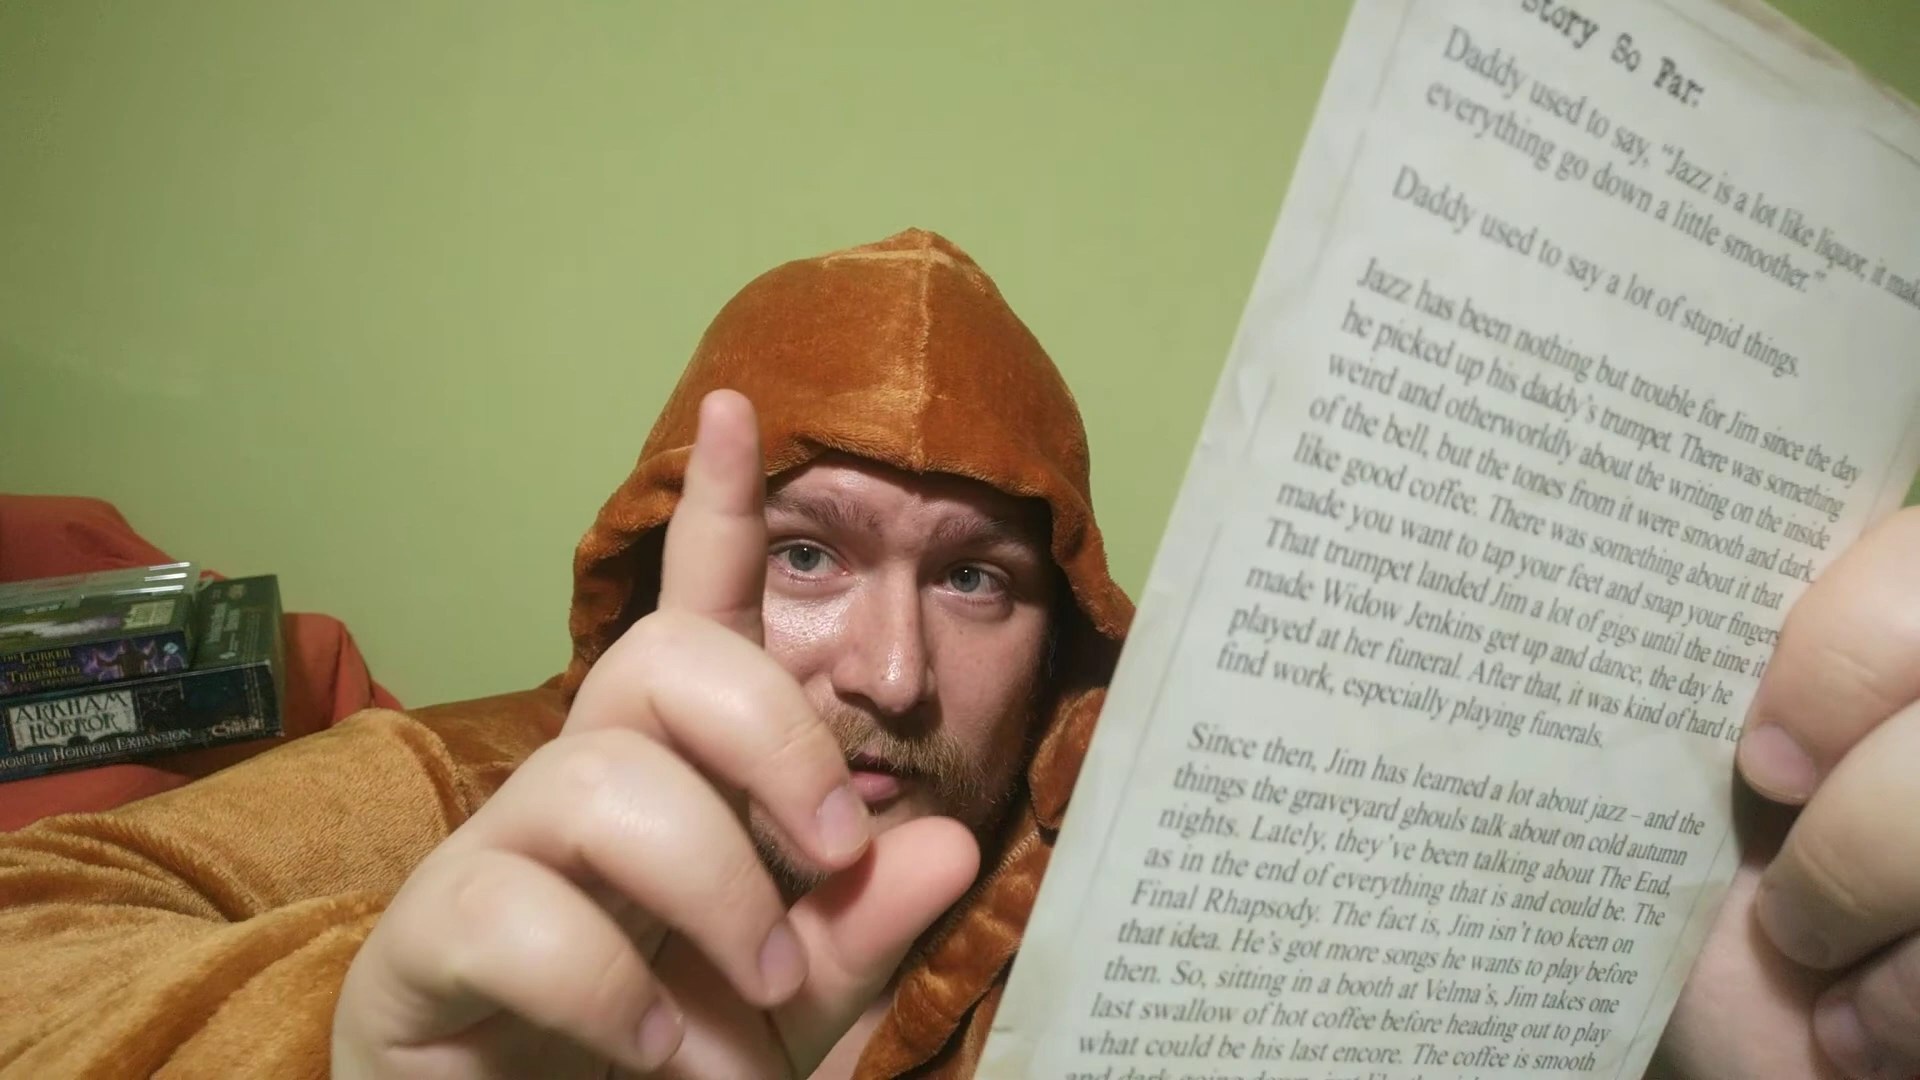 Story So Far:
Daddy used to say, “Jazz is a lot like liquor, it
everything go down a little smoother.”
Daddy used to say a lot of stupid things.
Jazz has been nothing but trouble for Jim since the day
he picked up his daddy’s trumpet. There was something
weird and otherworldly about the writing on the inside
of the bell, but the tones from it were smooth and dark,
like good coffee. There was something about it that
made you want to tap your feet and snap your fingers.
That trumpet landed Jim a lot of gigs until the time it
made Widow Jenkins get up and dance, the day he
played at her funeral. After that, it was kind of hard to
find work, especially playing funerals.
Since then, Jim has learned a lot about jazz – and the
things the graveyard ghouls talk about on cold autumn
nights. Lately, they’ve been talking about The End,
as in the end of everything that is and could be. The
Final Rhapsody. The fact is, Jim isn’t too keen on
that idea. He’s got more songs he wants to play before
then. So, sitting in a booth at Velma’s, Jim takes one
last swallow of hot coffee before heading out to play
what could be his last encore. The coffee is smooth
and dark going down, just like the
THE LURKER
AT THE
THRESHOLD
ARKHAM
HORROR
HORROR EXPANSION